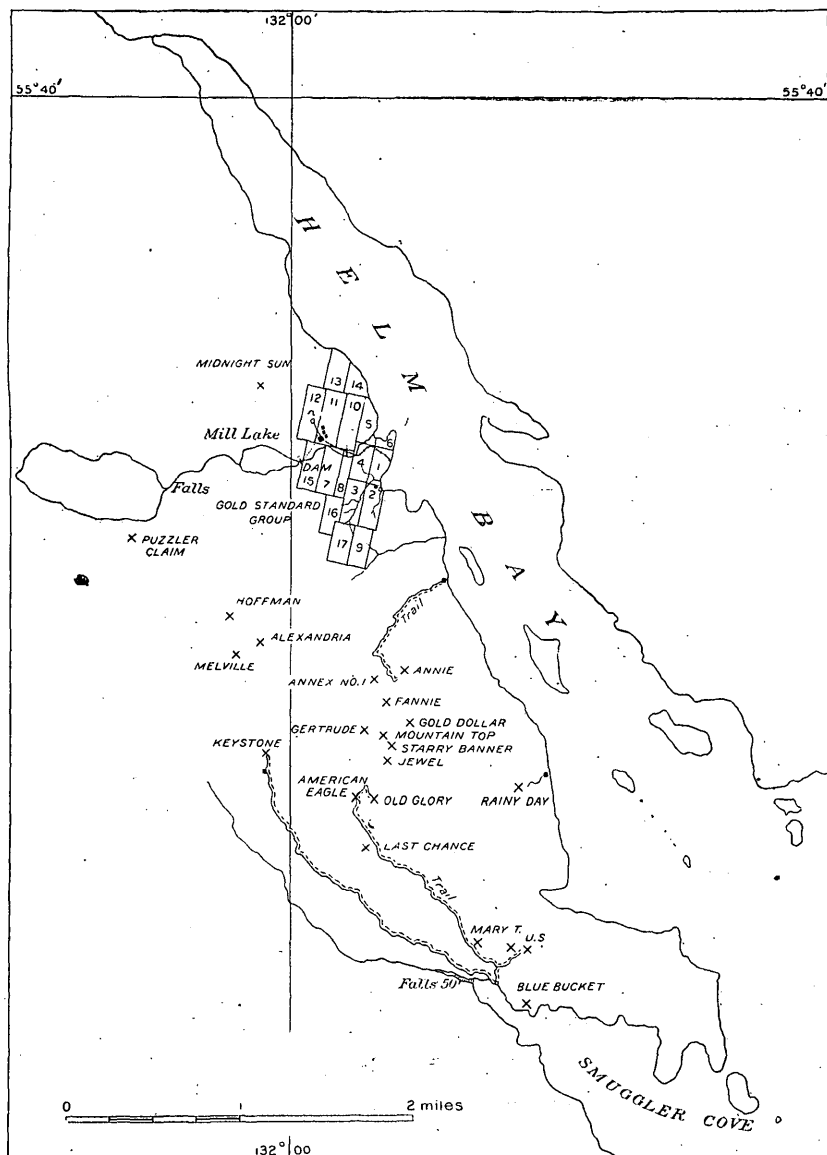 132°00'
55°40'
55°40'
HELM
BAY
MIDNIGHT SUN
13
14
12
11
10
5
6
Mill Lake
DAM
4
1
15
7
8
3
2
Falls
GOLD STANDARD
GROUP
16
17
9
PUZZLER
CLAIM
Trail
HOFFMAN
ALEXANDRIA
MELVILLE
ANNIE
ANNEX NO.1
FANNIE
GOLD DOLLAR
GERTRUDE
MOUNTAIN TOP
STARRY BANNER
KEYSTONE
JEWEL
AMERICAN
EAGLE
OLD GLORY
RAINY DAY
LAST CHANCE
Trail
MARY T.
U.S.
Falls 50'
BLUE BUCKET
SMUGGLER COVE
0
1
2 miles
132°00'